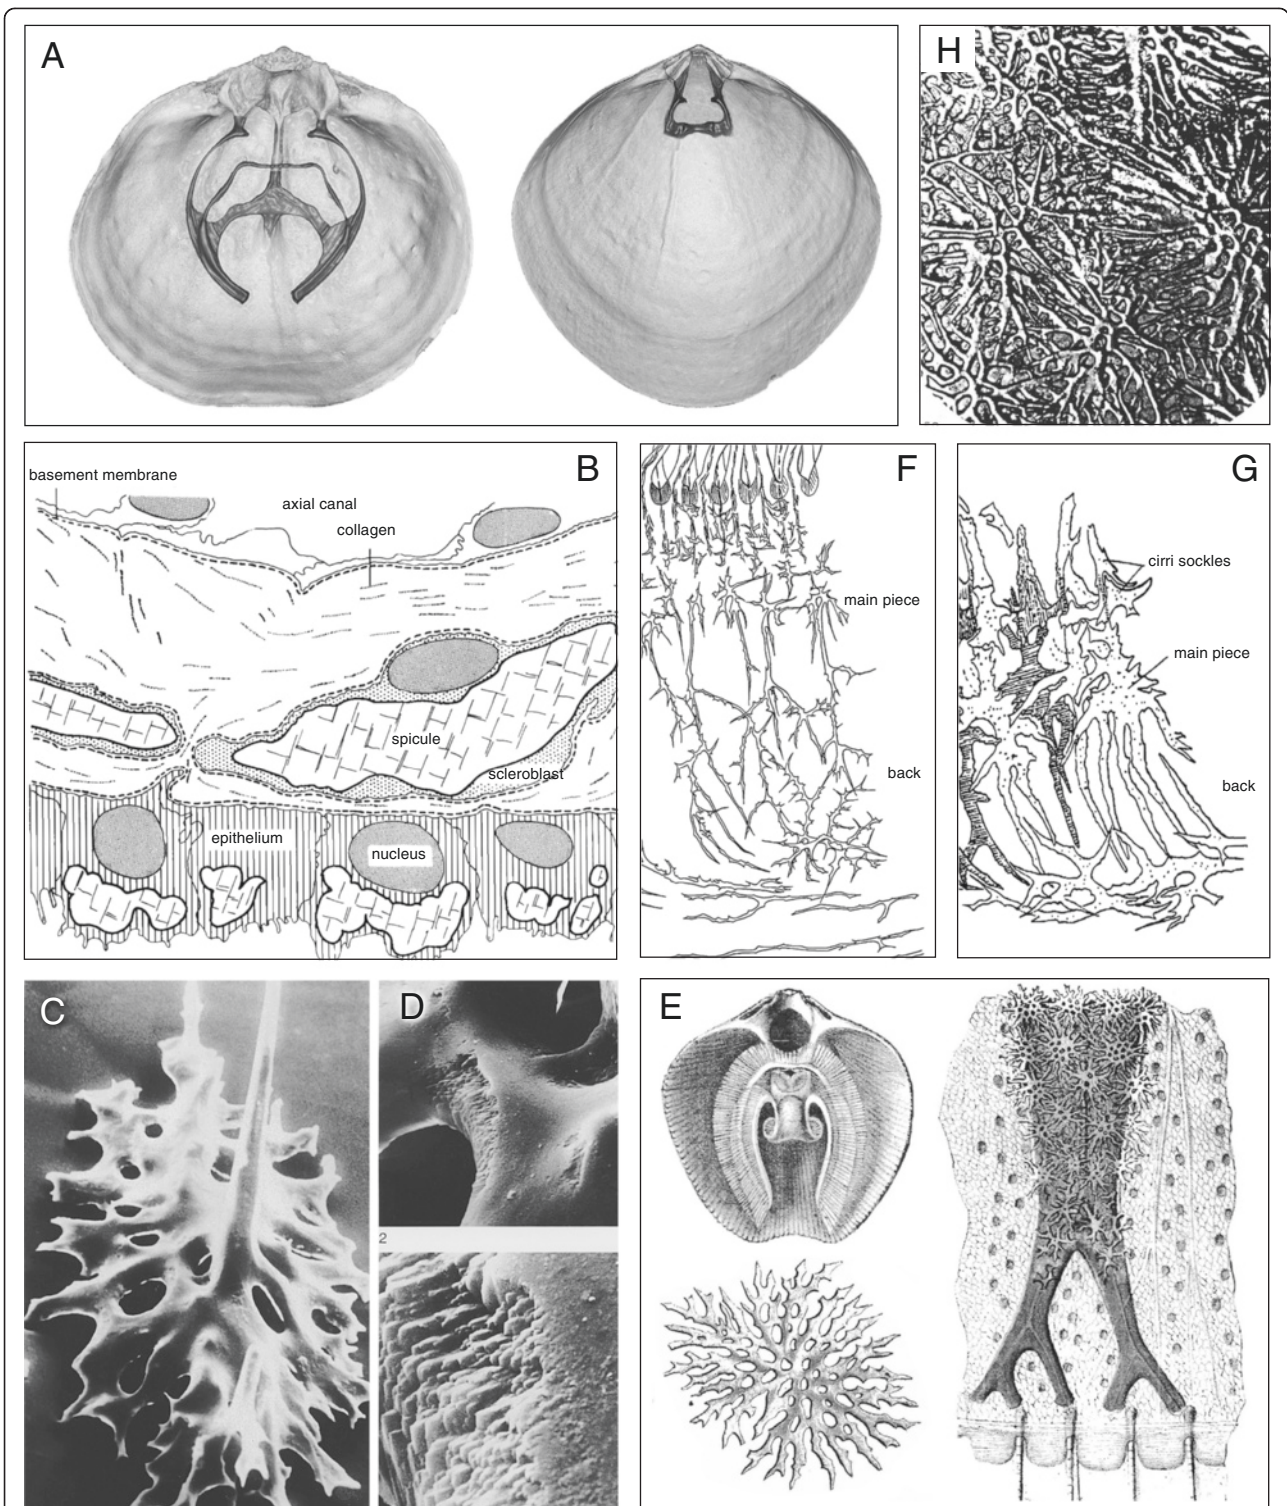 A
H
B
basement membrane
axial canal
collagen
spicule
scleroblast
epithelium
nucleus
F
main piece
back
G
cirri sockles
main piece
back
C
D
2
E